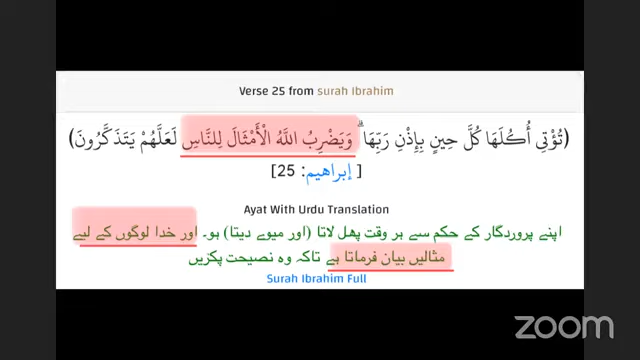 Verse 25 from surah Ibrahim
(تُؤْتِي أُكُلَهَا كُلَّ حِينٍ بِإِذْنِ رَبِّهَا ۗ وَيَضْرِبُ اللَّهُ الْأَمْثَالَ لِلنَّاسِ لَعَلَّهُمْ يَتَذَكَّرُونَ)
[ إبراهيم: 25]
Ayat With Urdu Translation
اپنے پروردگار کے حکم سے ہر وقت پھل لاتا (اور میوے دیتا) ہو۔ اور خدا لوگوں کے لیے
مثالیں بیان فرماتا ہے تاکہ وہ نصیحت پکڑیں
Surah Ibrahim Full
zoom